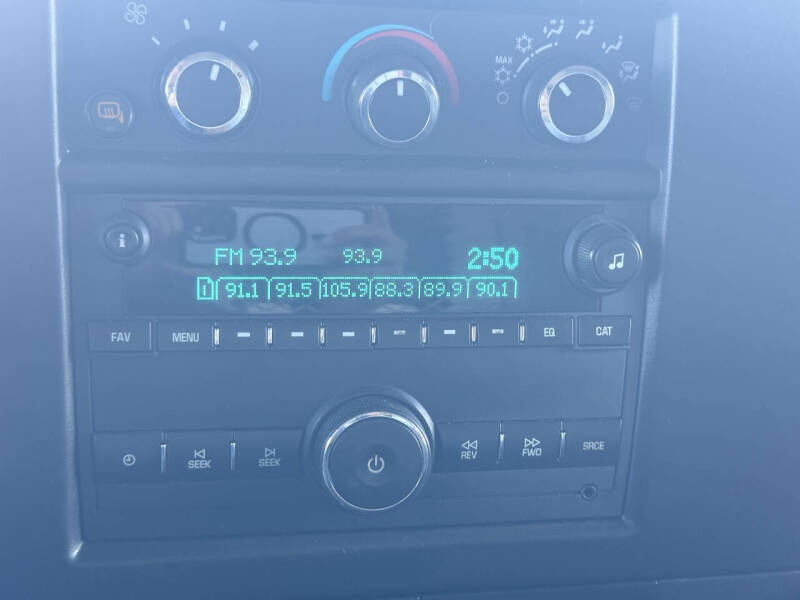 MAX
i
FM 93.9 93.9 2:50
1 91.1 91.5 105.9 88.3 89.9 90.1
FAV MENU EQ CAT
SEEK SEEK REV FWD SRCE